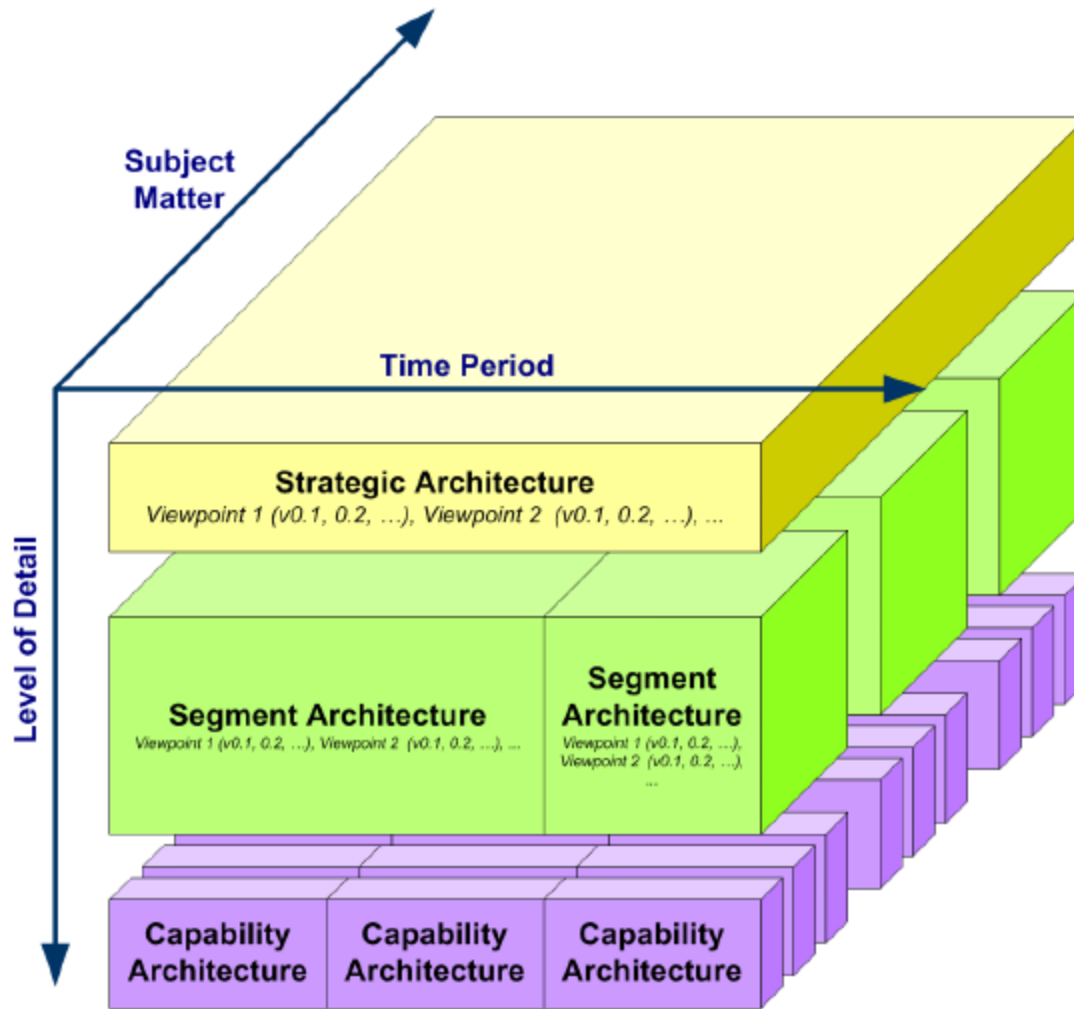 Subject
Matter
Time Period
Level of Detail
Strategic Architecture
Viewpoint 1 (v0.1, 0.2, …), Viewpoint 2 (v0.1, 0.2, …), ...
Segment Architecture
Viewpoint 1 (v0.1, 0.2, …), Viewpoint 2 (v0.1, 0.2, …), ...
Segment
Architecture
Viewpoint 1 (v0.1, 0.2, …),
Viewpoint 2 (v0.1, 0.2, …),
...
Capability
Architecture
Capability
Architecture
Capability
Architecture